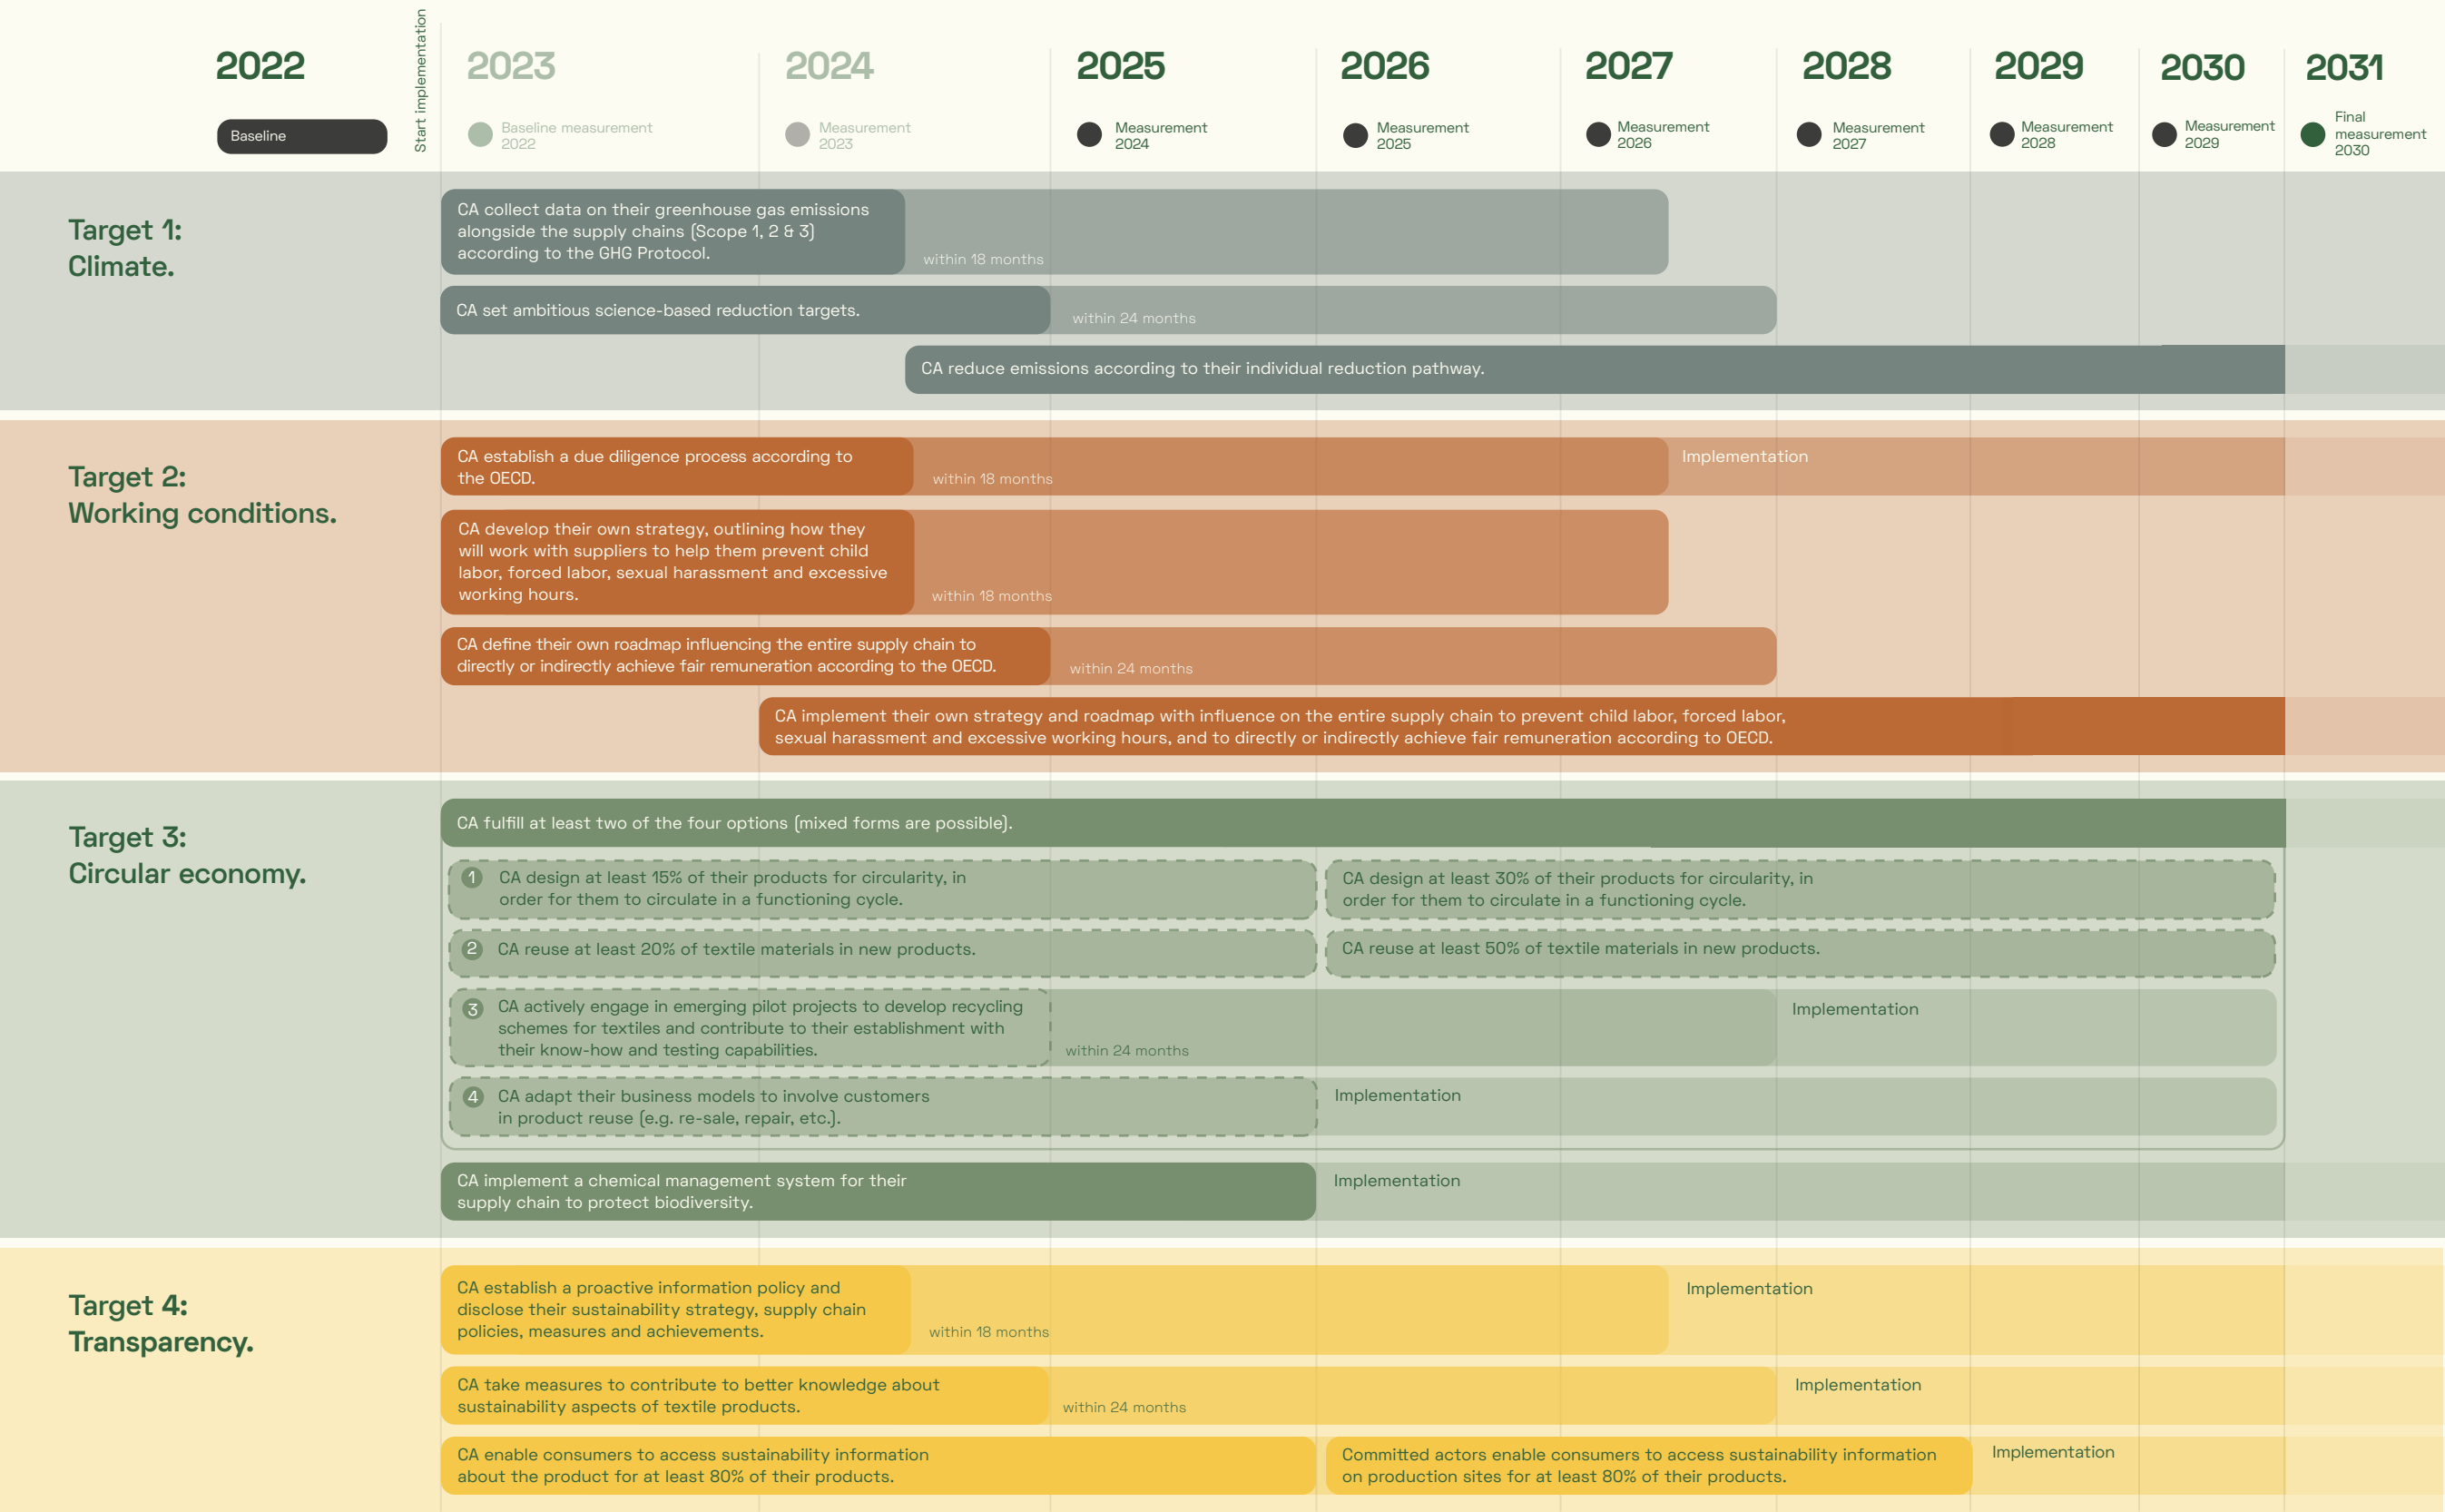 Start implementation
2022
2023
2024
2025
2026
2027
2028
2029
2030
2031
Baseline
Baseline measurement
2022
Measurement
2023
Measurement
2024
Measurement
2025
Measurement
2026
Measurement
2027
Measurement
2028
Measurement
2029
Final
measurement
2030
Target 1:
Climate.
CA collect data on their greenhouse gas emissions
alongside the supply chains (Scope 1, 2 & 3)
according to the GHG Protocol.
within 18 months
CA set ambitious science-based reduction targets.
within 24 months
CA reduce emissions according to their individual reduction pathway.
Target 2:
Working conditions.
CA establish a due diligence process according to
the OECD.
within 18 months
Implementation
CA develop their own strategy, outlining how they
will work with suppliers to help them prevent child
labor, forced labor, sexual harassment and excessive
working hours.
within 18 months
CA define their own roadmap influencing the entire supply chain to
directly or indirectly achieve fair remuneration according to the OECD.
within 24 months
CA implement their own strategy and roadmap with influence on the entire supply chain to prevent child labor, forced labor,
sexual harassment and excessive working hours, and to directly or indirectly achieve fair remuneration according to OECD.
Target 3:
Circular economy.
CA fulfill at least two of the four options (mixed forms are possible).
1 CA design at least 15% of their products for circularity, in
order for them to circulate in a functioning cycle.
CA design at least 30% of their products for circularity, in
order for them to circulate in a functioning cycle.
2 CA reuse at least 20% of textile materials in new products.
CA reuse at least 50% of textile materials in new products.
3 CA actively engage in emerging pilot projects to develop recycling
schemes for textiles and contribute to their establishment with
their know-how and testing capabilities.
within 24 months
Implementation
4 CA adapt their business models to involve customers
in product reuse (e.g. re-sale, repair, etc.).
Implementation
CA implement a chemical management system for their
supply chain to protect biodiversity.
Implementation
Target 4:
Transparency.
CA establish a proactive information policy and
disclose their sustainability strategy, supply chain
policies, measures and achievements.
within 18 months
Implementation
CA take measures to contribute to better knowledge about
sustainability aspects of textile products.
within 24 months
Implementation
CA enable consumers to access sustainability information
about the product for at least 80% of their products.
Committed actors enable consumers to access sustainability information
on production sites for at least 80% of their products.
Implementation